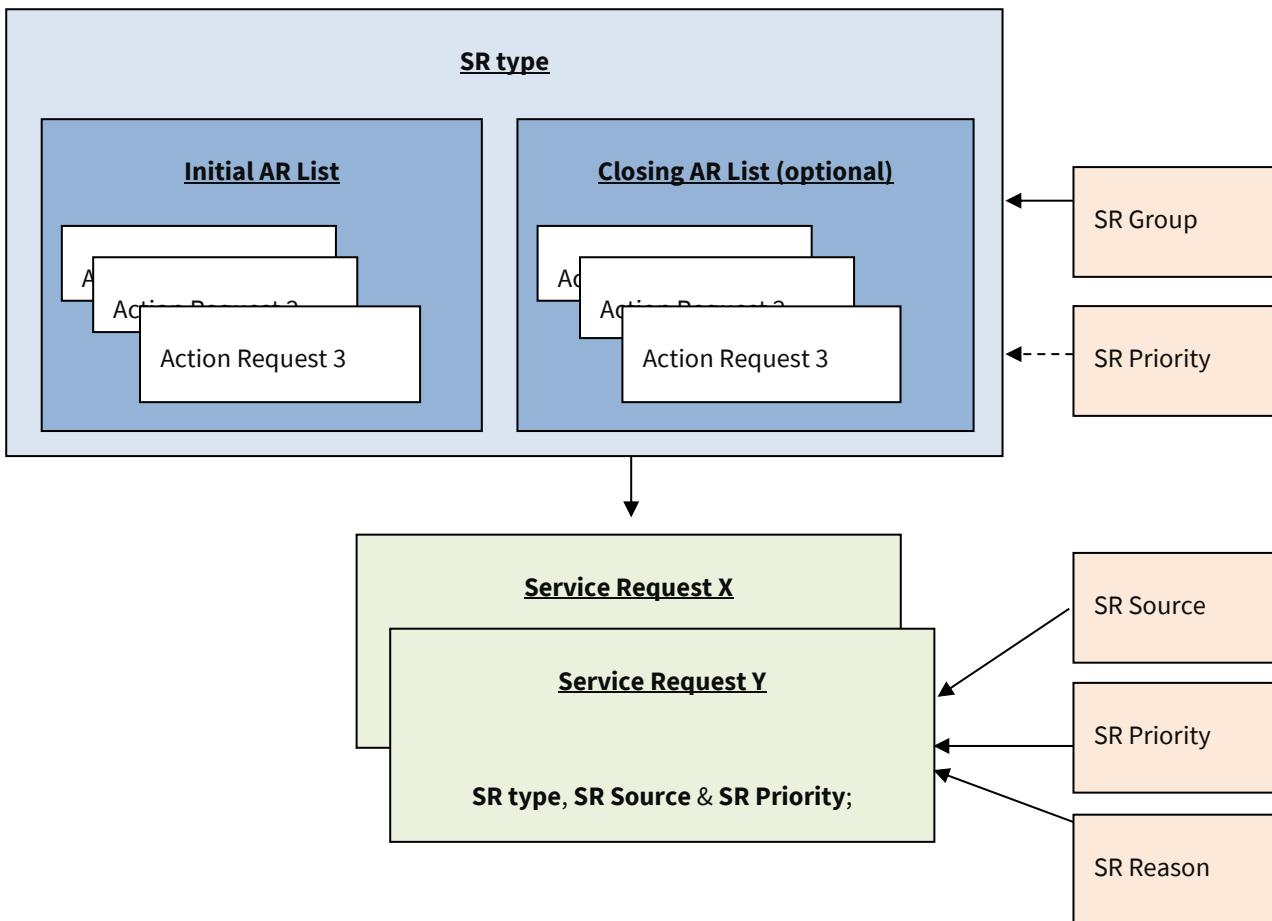 SR type
Initial AR List
Closing AR List (optional)
SR Group
Action Request 3
Action Request 3
SR Priority
Service Request X
SR Source
Service Request Y
SR Priority
SR type, SR Source & SR Priority;
SR Reason